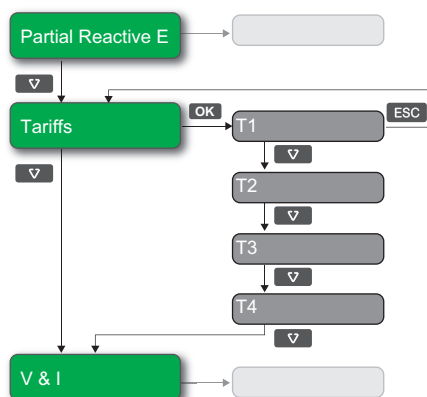 Partial Reactive E
Tariffs
OK
T1
ESC
T2
T3
T4
V & I